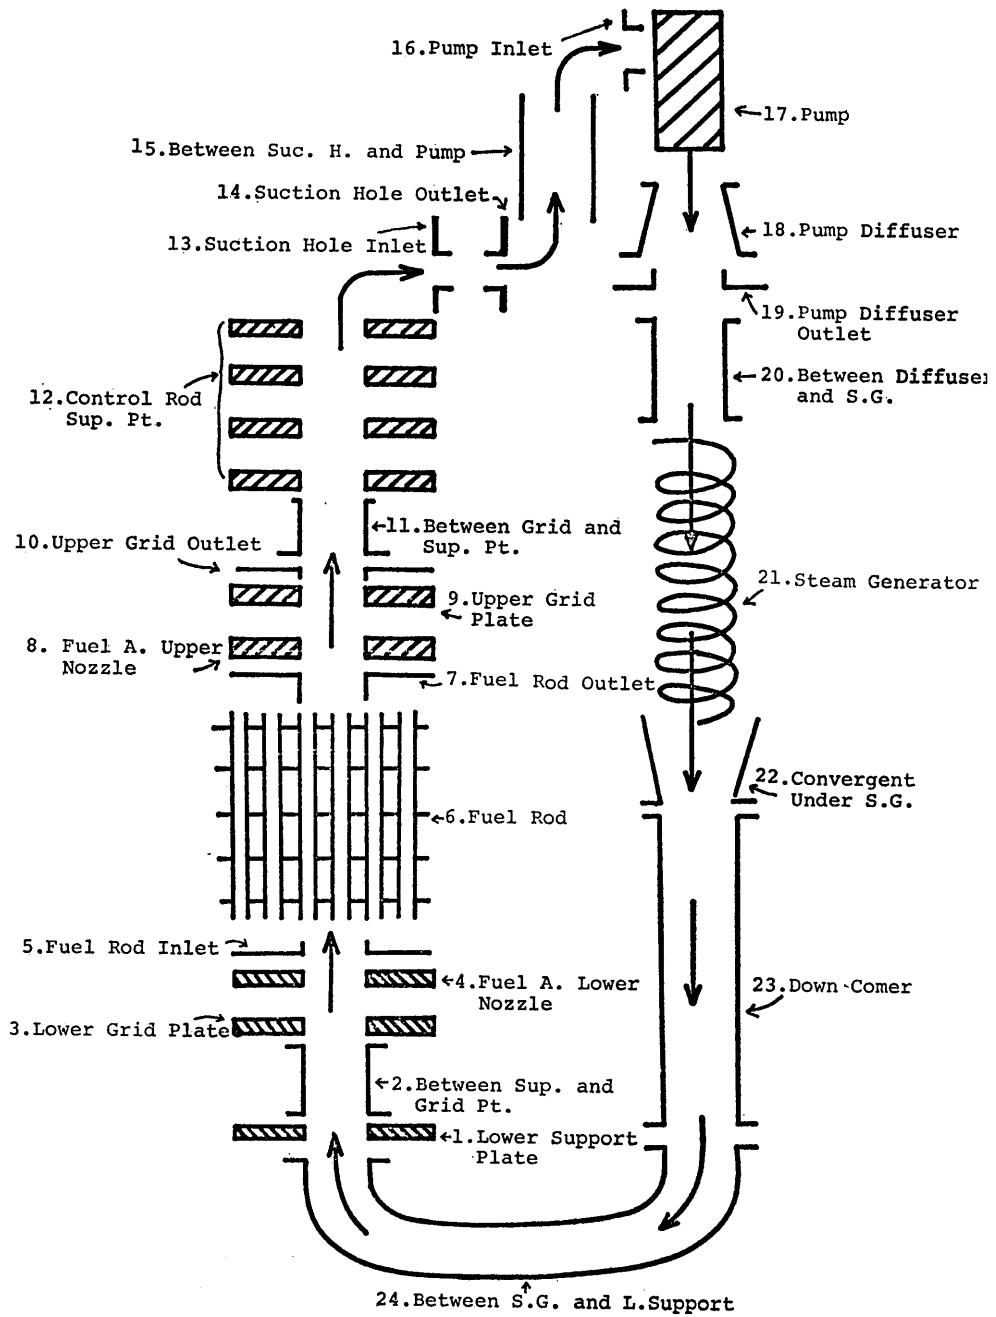 16.Pump Inlet
17.Pump
15.Between Suc. H. and Pump
14.Suction Hole Outlet
13.Suction Hole Inlet
18.Pump Diffuser
19.Pump Diffuser
Outlet
12.Control Rod
Sup. Pt.
20.Between Diffuser
and S.G.
11.Between Grid and
Sup. Pt.
10.Upper Grid Outlet
21.Steam Generator
9.Upper Grid
Plate
8. Fuel A. Upper
Nozzle
7.Fuel Rod Outlet
22.Convergent
Under S.G.
6.Fuel Rod
5.Fuel Rod Inlet
4.Fuel A. Lower
Nozzle
23.Down Comer
3.Lower Grid Plate
2.Between Sup. and
Grid Pt.
1.Lower Support
Plate
24.Between S.G. and L.Support